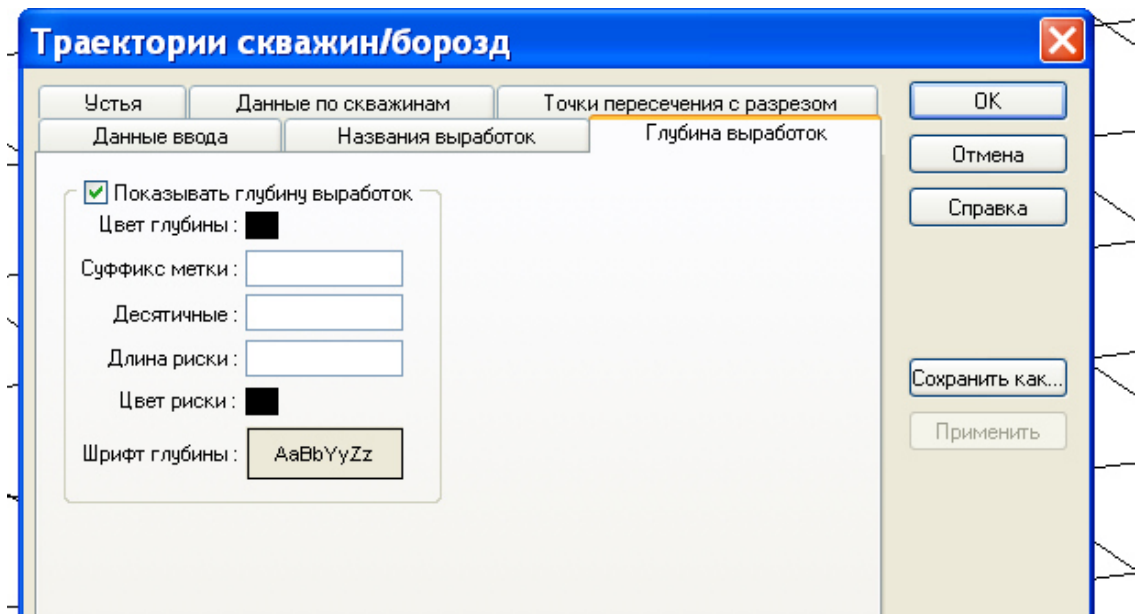 Траектории скважин/борозд
Устья
Данные по скважинам
Точки пересечения с разрезом
Данные ввода
Названия выработок
Глубина выработок
Показывать глубину выработок
Цвет глубины :
Суффикс метки :
Десятичные :
Длина риски :
Цвет риски :
Шрифт глубины :
AaBbYyZz
OK
Отмена
Справка
Сохранить как...
Применить